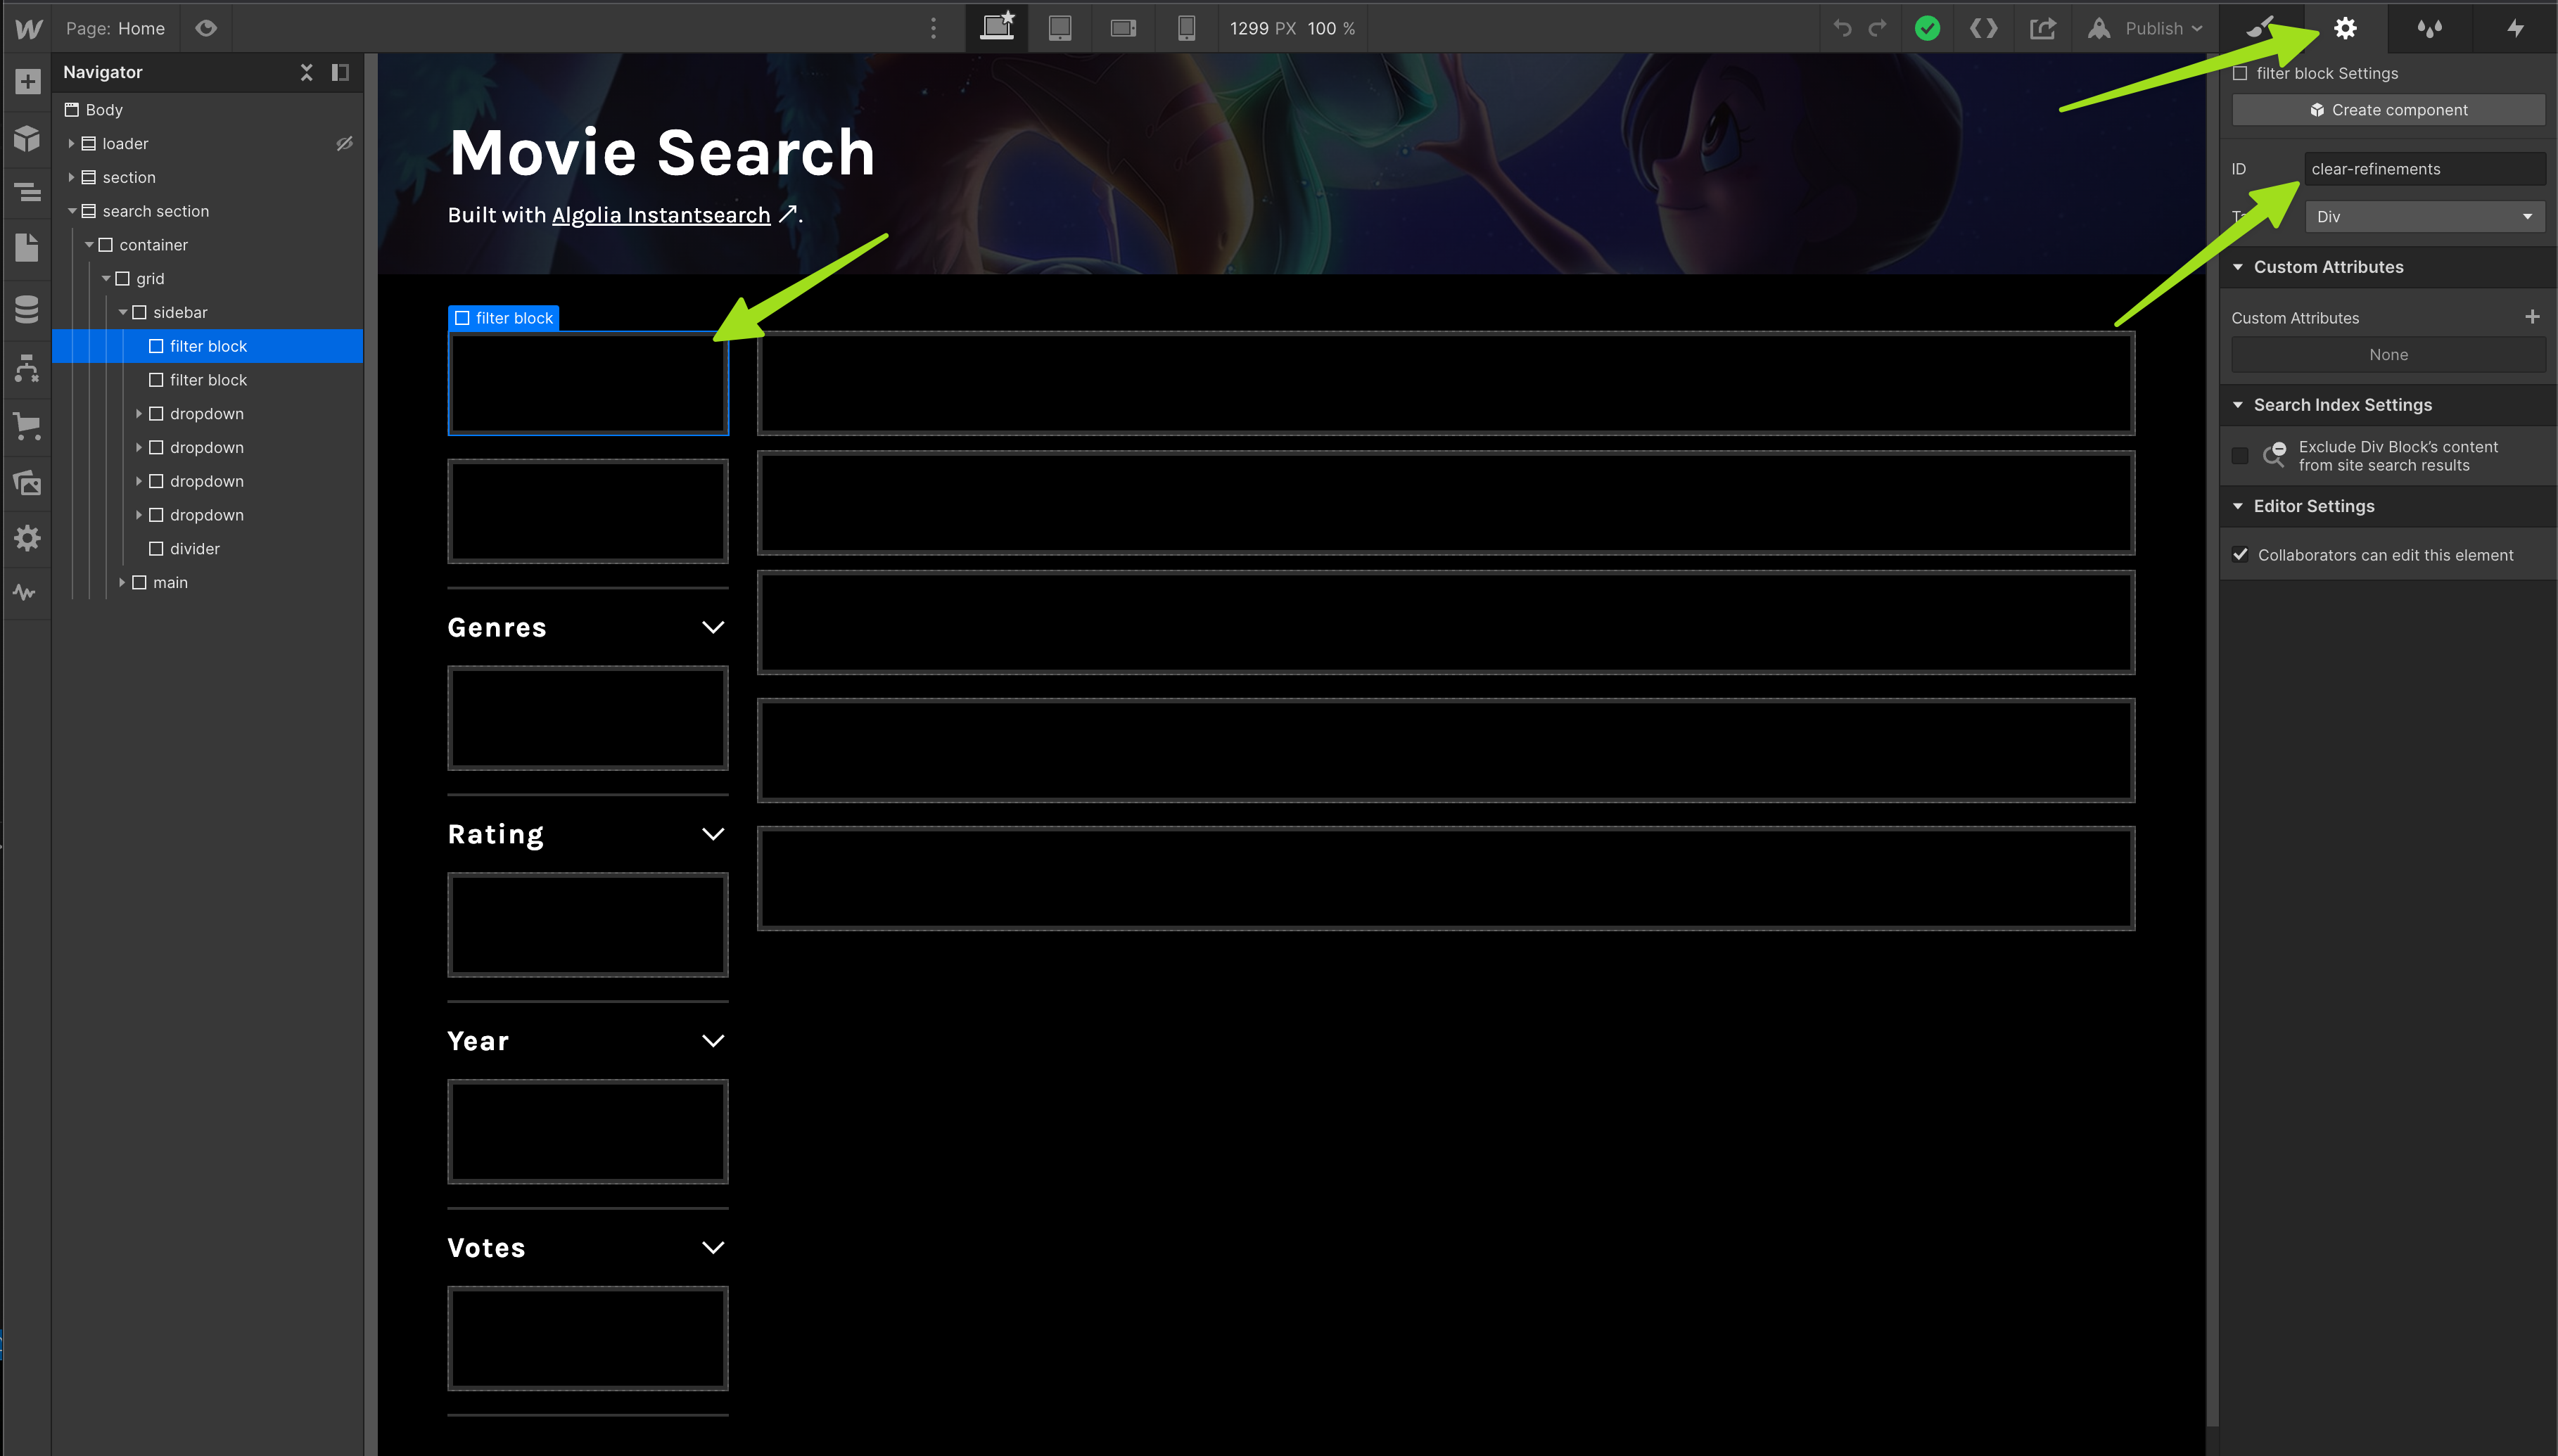 Page: Home
1299 PX 100 %
Publish
Navigator
Body
loader
section
search section
container
grid
sidebar
filter block
filter block
dropdown
dropdown
dropdown
dropdown
divider
main
Movie Search
Built with Algolia Instantsearch ↗.
filter block
Genres
Rating
Year
Votes
filter block Settings
Create component
ID clear-refinements
Div
Custom Attributes
Custom Attributes
None
Search Index Settings
Exclude Div Block's content
from site search results
Editor Settings
Collaborators can edit this element